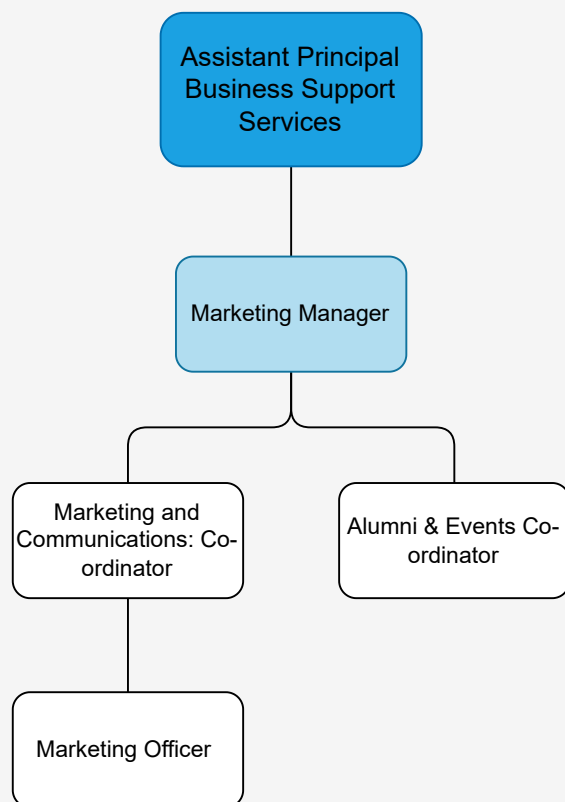 Assistant Principal
Business Support
Services
Marketing Manager
Marketing and
Communications: Co-
ordinator
Alumni & Events Co-
ordinator
Marketing Officer